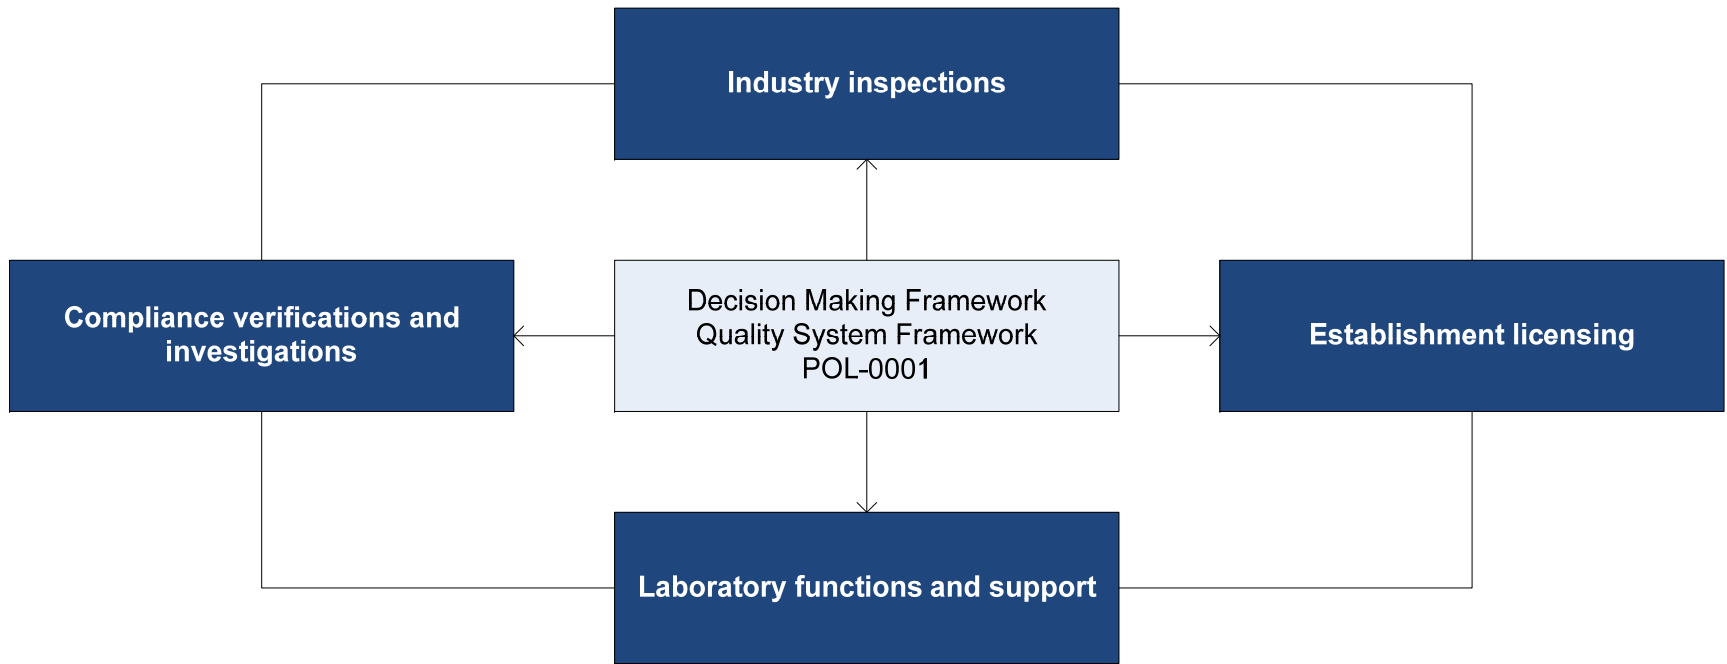 Industry inspections
Compliance verifications and
investigations
Decision Making Framework
Quality System Framework
POL-0001
Establishment licensing
Laboratory functions and support